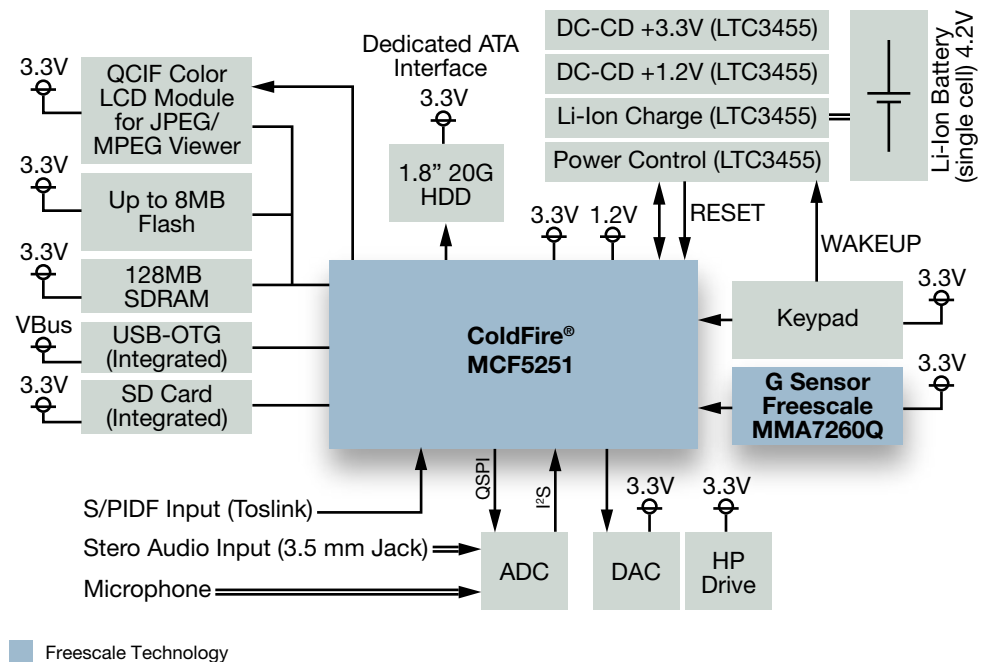 3.3V
QCIF Color
LCD Module
for JPEG/
MPEG Viewer
3.3V
Up to 8MB
Flash
3.3V
128MB
SDRAM
VBus
USB-OTG
(Integrated)
3.3V
SD Card
(Integrated)
Dedicated ATA
Interface
3.3V
1.8” 20G
HDD
DC-CD +3.3V (LTC3455)
DC-CD +1.2V (LTC3455)
Li-Ion Charge (LTC3455)
Power Control (LTC3455)
Li-Ion Battery
(single cell) 4.2V
3.3V
1.2V
RESET
WAKEUP
ColdFire®
MCF5251
Keypad
3.3V
G Sensor
Freescale
MMA7260Q
3.3V
QSPI
I²S
S/PIDF Input (Toslink)
Stero Audio Input (3.5 mm Jack)
Microphone
ADC
3.3V
DAC
3.3V
HP
Drive
Freescale Technology